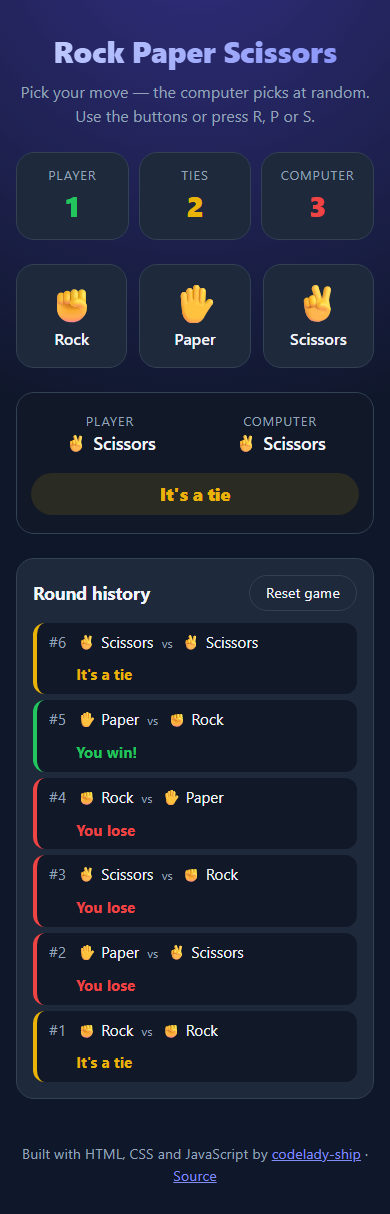 Rock Paper Scissors
Pick your move — the computer picks at random.
Use the buttons or press R, P or S.
PLAYER
1
TIES
2
COMPUTER
3
Rock
Paper
Scissors
PLAYER
Scissors
COMPUTER
Scissors
It's a tie
Round history
Reset game
#6 Scissors vs Scissors
It's a tie
#5 Paper vs Rock
You win!
#4 Rock vs Paper
You lose
#3 Scissors vs Rock
You lose
#2 Paper vs Scissors
You lose
#1 Rock vs Rock
It's a tie
Built with HTML, CSS and JavaScript by codelady-ship ·
Source